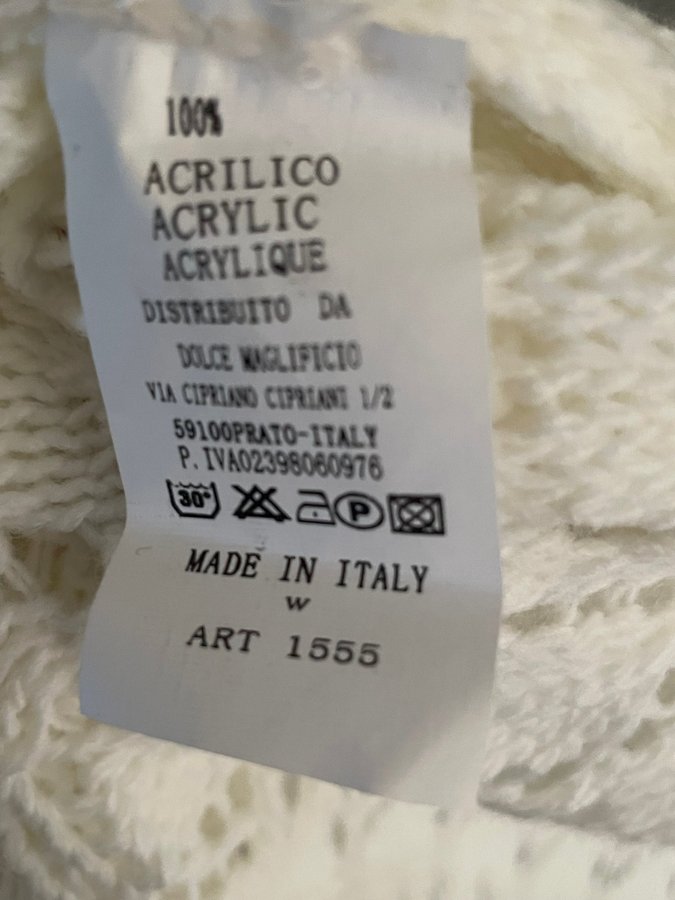 100%
ACRILICO
ACRYLIC
ACRYLIQUE
DISTRIBUITO DA
DOLCE MAGLIFICIO
VIA CIPRIANO CIPRIANI 1/2
59100PRATO-ITALY
P.IVA02398060976
30° P
MADE IN ITALY
W
ART 1555